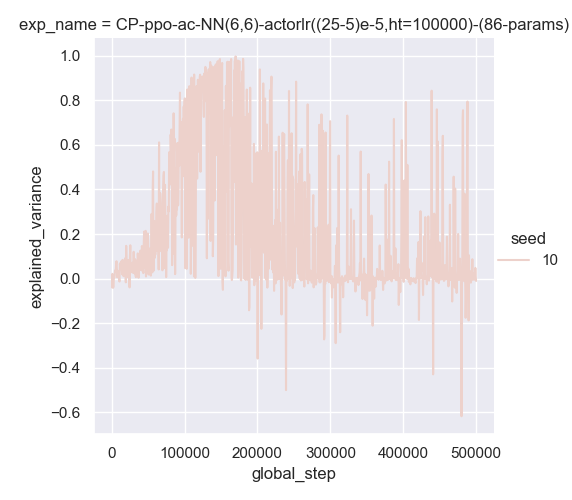 exp_name = CP-ppo-ac-NN(6,6)-actorlr((25-5)e-5,ht=100000)-(86-params)
1.0
0.8
0.6
0.4
0.2
0.0
−0.2
−0.4
−0.6
explained_variance
0 100000 200000 300000 400000 500000
global_step
seed
10